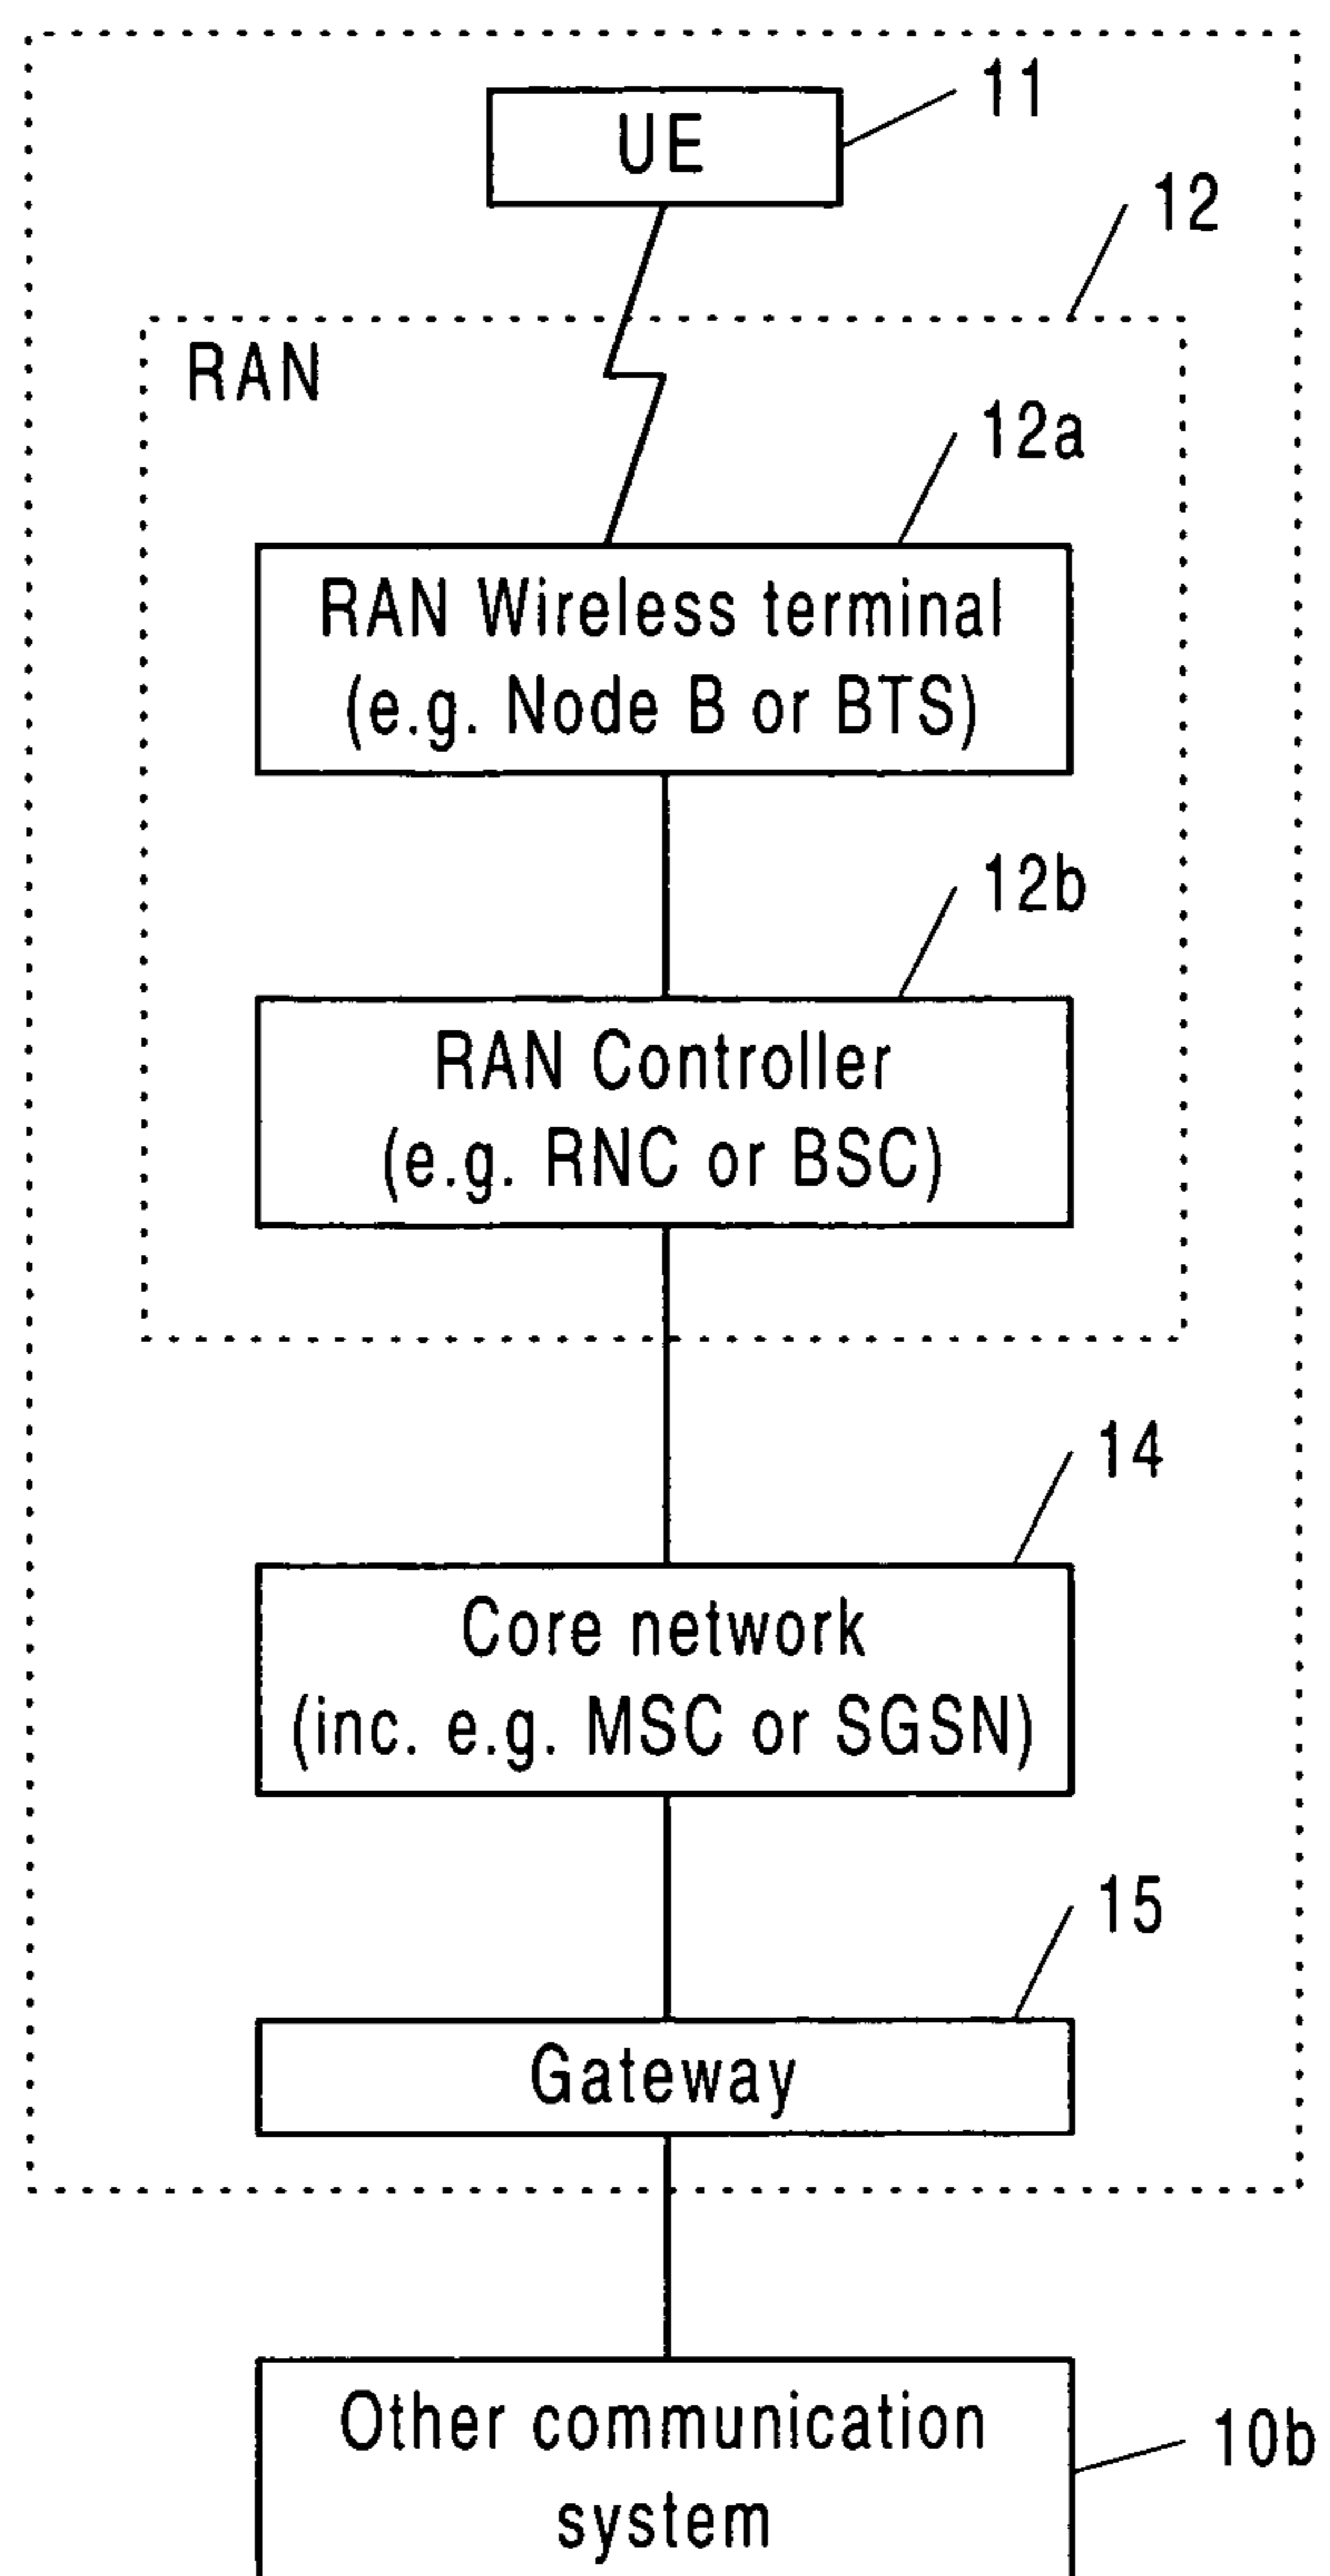 11
UE
12
RAN
12a
RAN Wireless terminal
(e.g. Node B or BTS)
12b
RAN Controller
(e.g. RNC or BSC)
14
Core network
(inc. e.g. MSC or SGSN)
15
Gateway
Other communication
system
10b